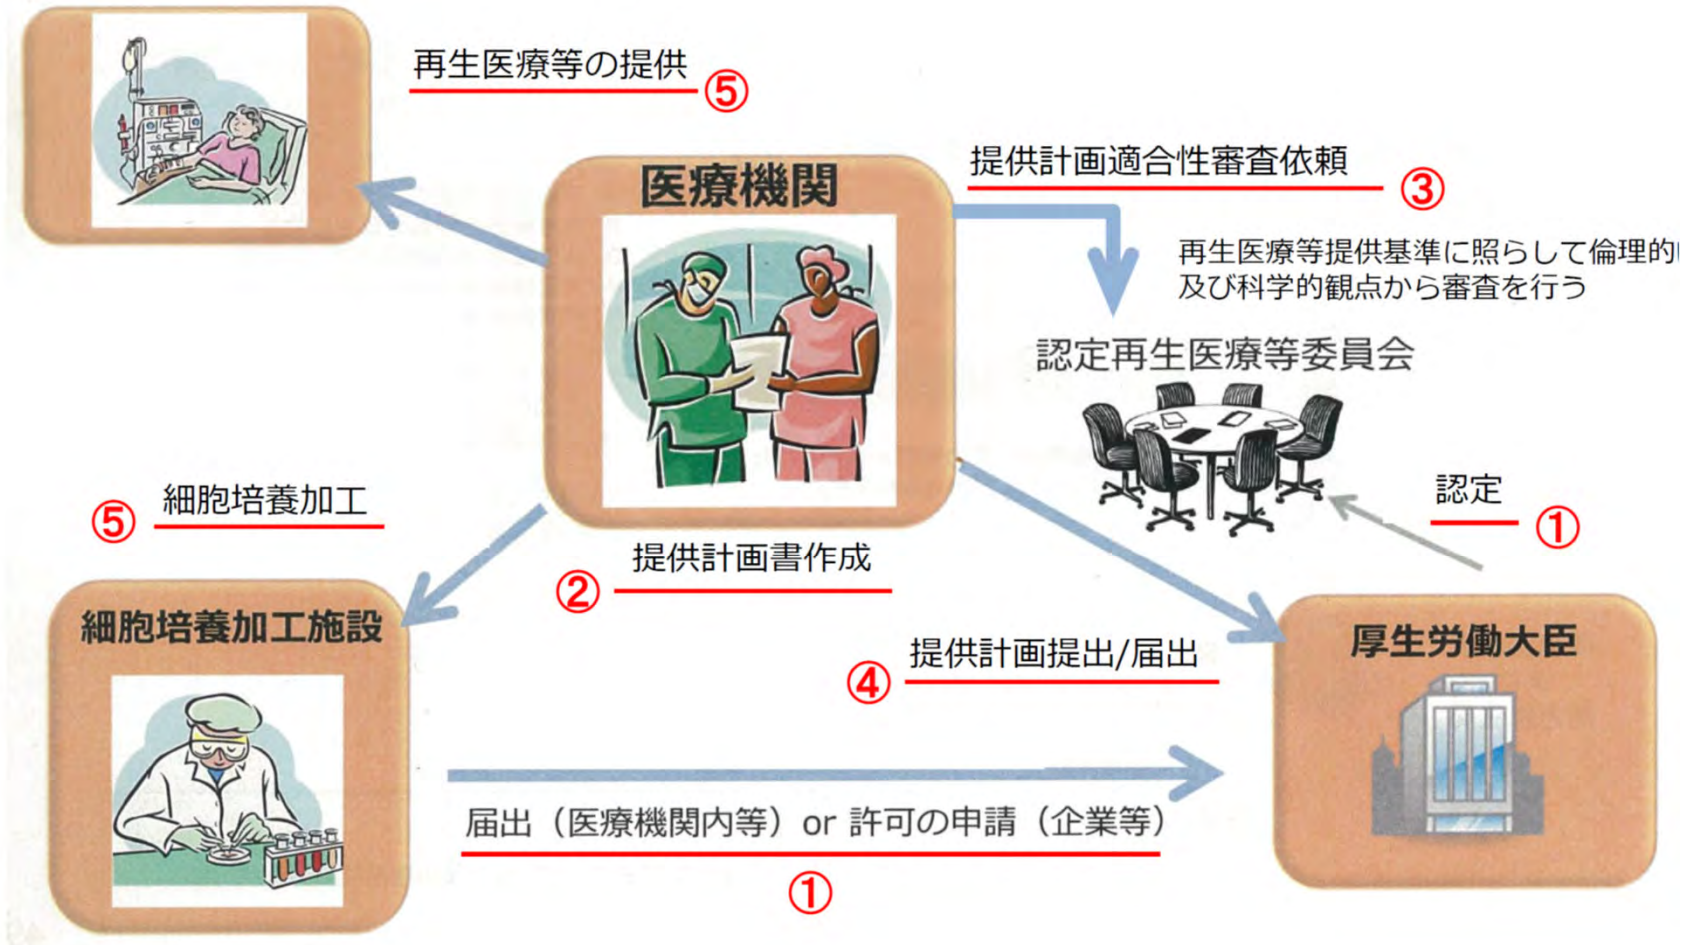 再生医療等の提供
⑤
医療機関
提供計画適合性審査依頼
③
再生医療等提供基準に照らして倫理的
及び科学的観点から審査を行う
認定再生医療等委員会
認定
①
⑤
細胞培養加工
提供計画書作成
②
細胞培養加工施設
提供計画提出/届出
④
厚生労働大臣
届出（医療機関内等）or 許可の申請（企業等）
①